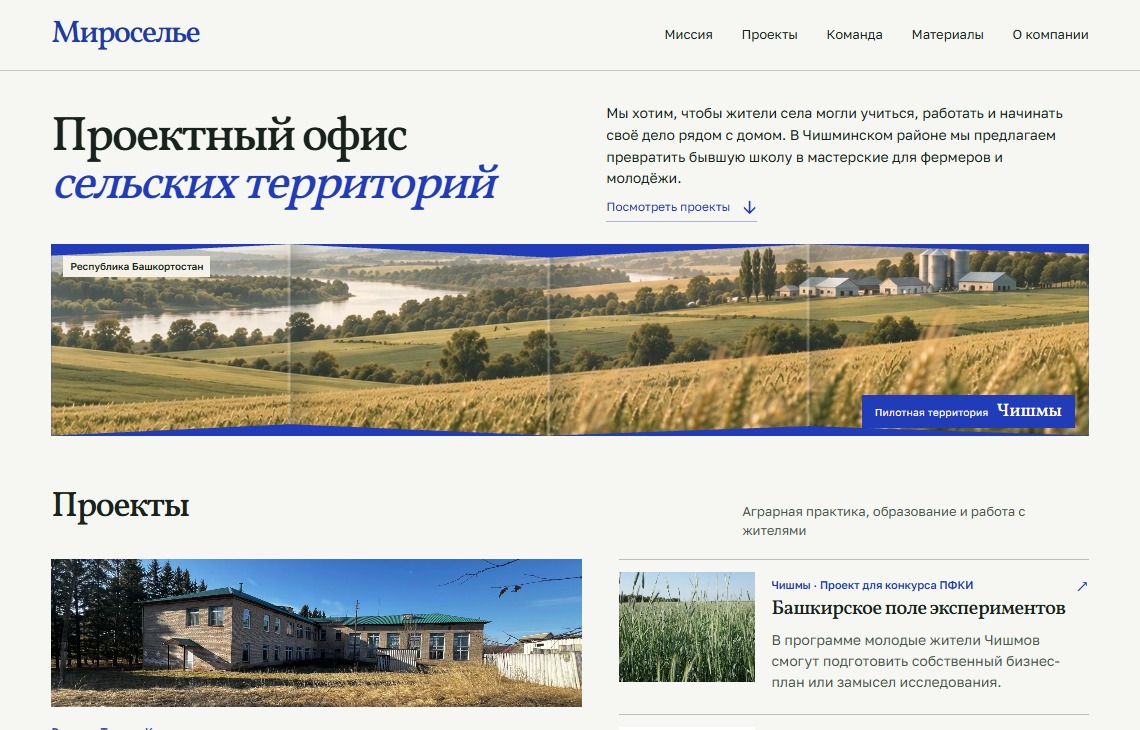 Мироселье
Миссия Проекты Команда Материалы О компании
Проектный офис
сельских территорий
Мы хотим, чтобы жители села могли учиться, работать и начинать
своё дело рядом с домом. В Чишминском районе мы предлагаем
превратить бывшую школу в мастерские для фермеров и
молодёжи.
Посмотреть проекты ↓
Республика Башкортостан
Пилотная территория Чишмы
Проекты
Аграрная практика, образование и работа с
жителями
Чишмы · Проект для конкурса ПФКИ ↗
Башкирское поле экспериментов
В программе молодые жители Чишмов
смогут подготовить собственный бизнес-
план или замысел исследования.